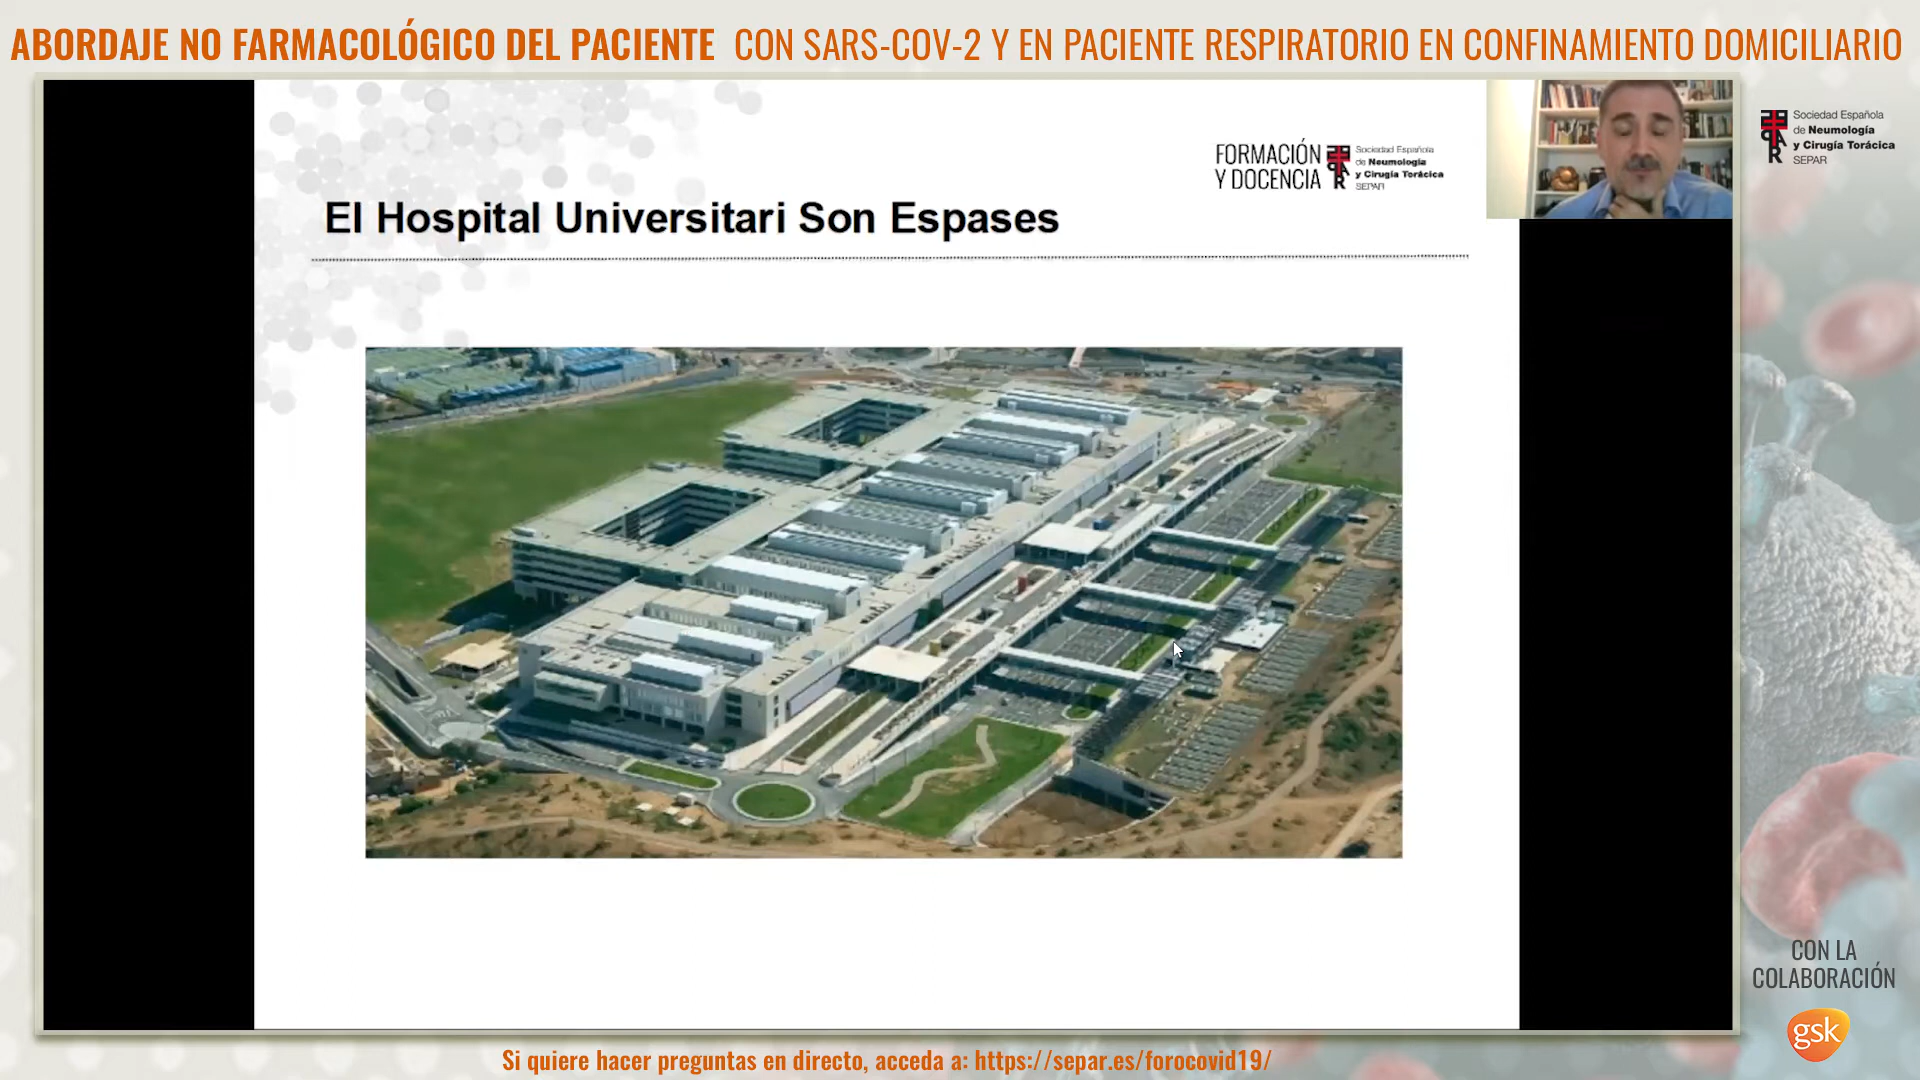 ABORDAJE NO FARMACOLÓGICO DEL PACIENTE CON SARS-COV-2 Y EN PACIENTE RESPIRATORIO EN CONFINAMIENTO DOMICILIARIO
FORMACIÓN
Y DOCENCIA
Sociedad Española
de Neumología
y Cirugía Torácica
SEPAR
Sociedad Española
de Neumología
y Cirugía Torácica
SEPAR
El Hospital Universitari Son Espases
CON LA
COLABORACIÓN
gsk
Si quiere hacer preguntas en directo, acceda a: https://separ.es/forocovid19/